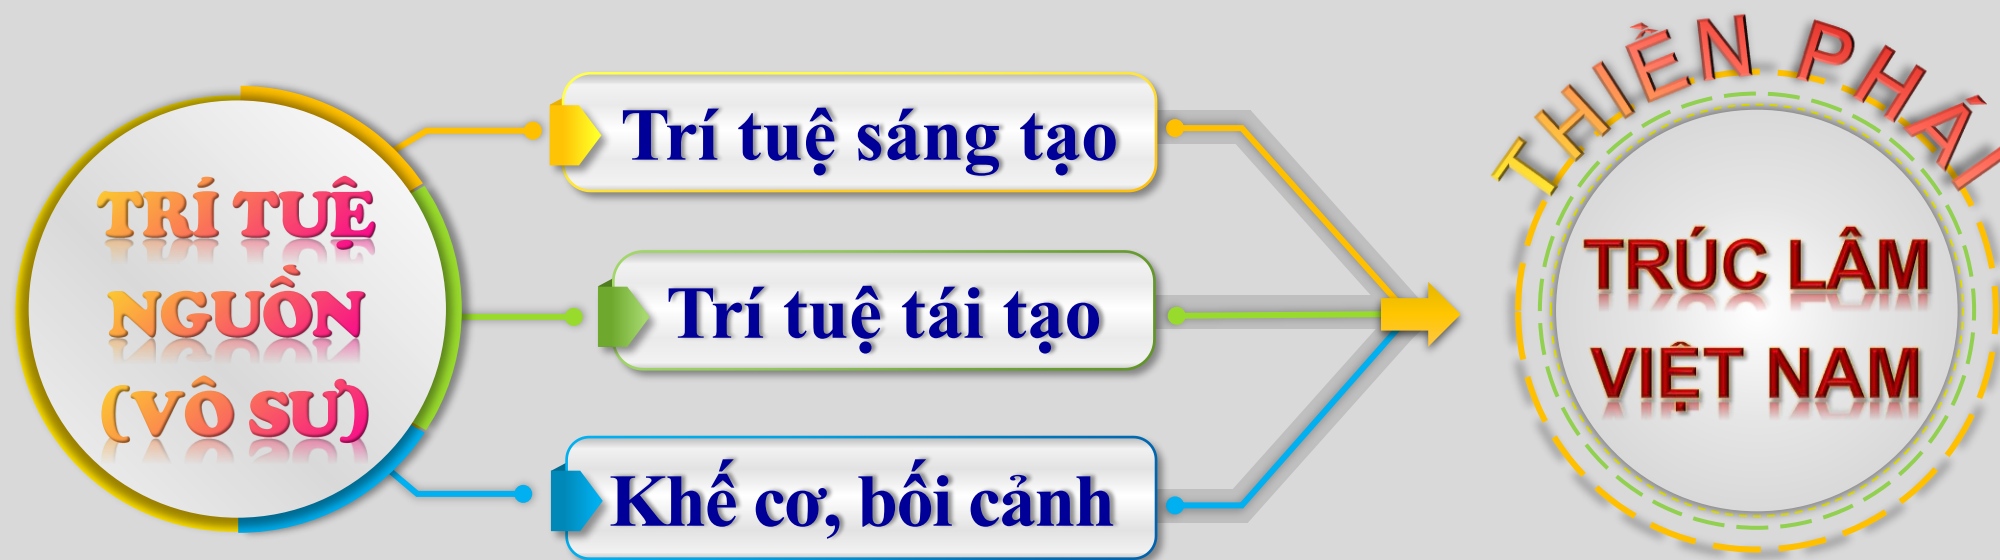 TRÍ TUỆ
NGUỒN
(VÔ SƯ)
Trí tuệ sáng tạo
Trí tuệ tái tạo
Khế cơ, bối cảnh
THIỀN PHÁI
TRÚC LÂM
VIỆT NAM